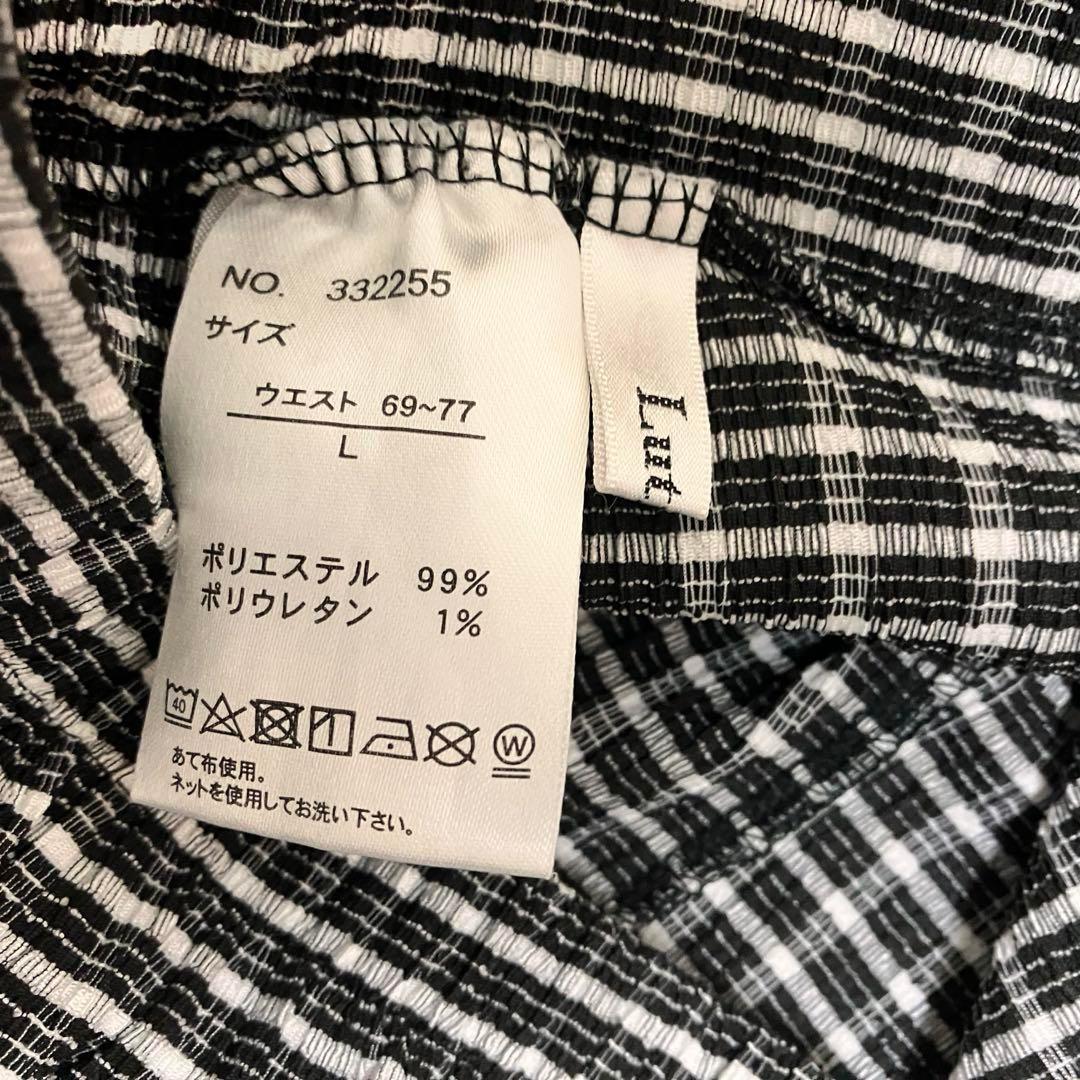 NO. 332255
サイズ
ウエスト 69~77
L
ポリエステル 99%
ポリウレタン 1%
40
W
あて布使用。
ネットを使用してお洗い下さい。